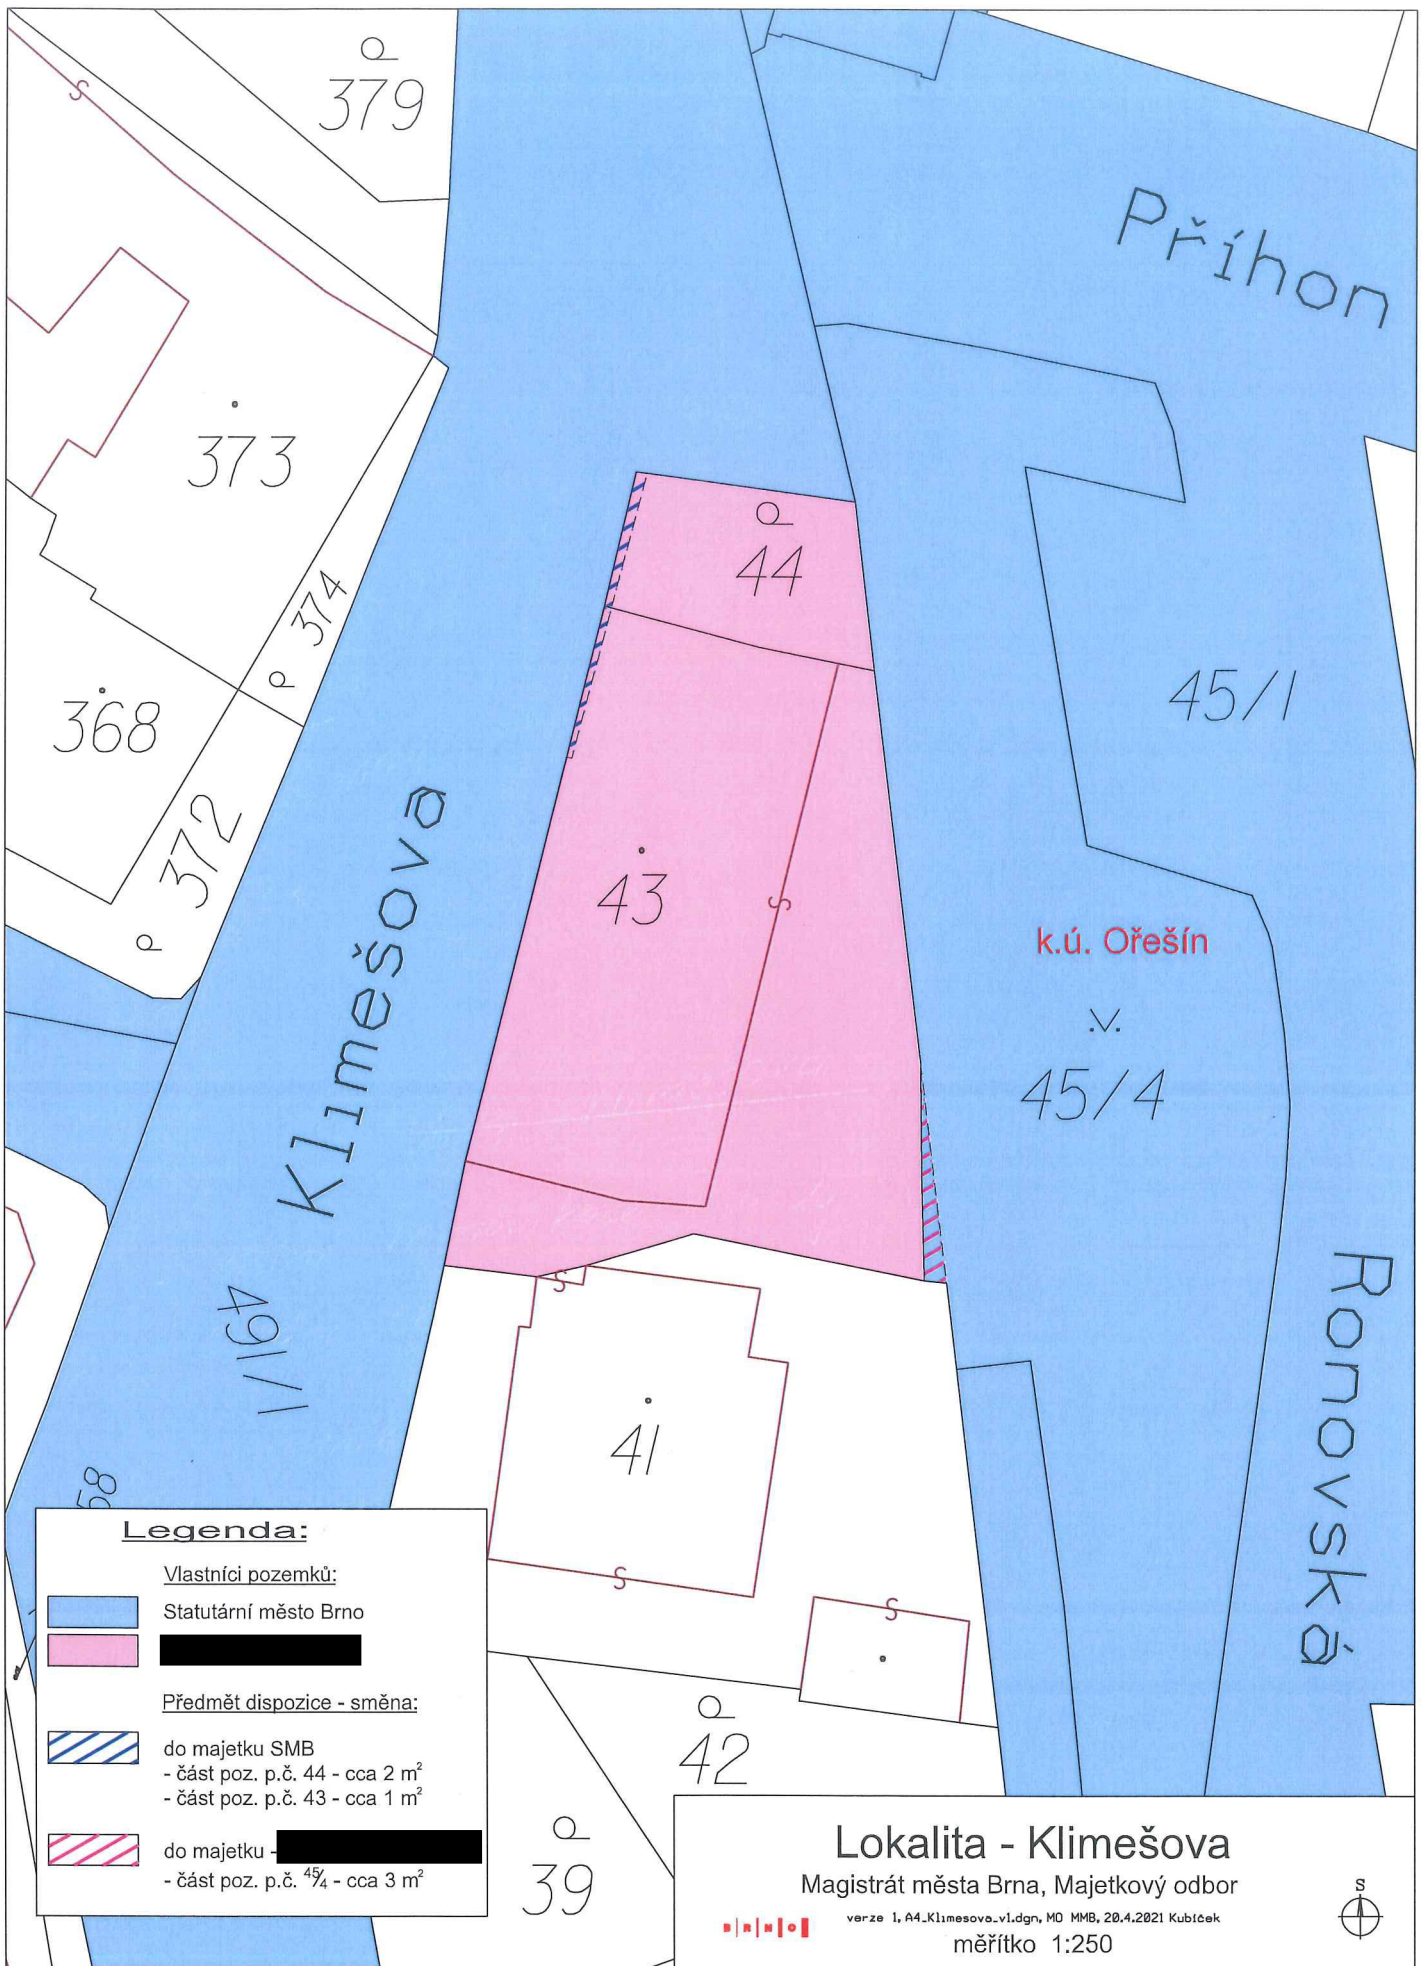 379
Příhon
373
44
P 374
45/1
368
372
Klimešova
43
k.ú. Ořešín
45/4
491/1
Ronovská
41
58
Legenda:
Vlastníci pozemků:
Statutární město Brno
Předmět dispozice - směna:
do majetku SMB
- část poz. p.č. 44 - cca 2 m²
- část poz. p.č. 43 - cca 1 m²
do majetku -
- část poz. p.č. 45/4 - cca 3 m²
42
39
Lokalita - Klimešova
Magistrát města Brna, Majetkový odbor
BRNO
verze 1, A4_Klimesova_v1.dgn, MO MMB, 20.4.2021 Kubíček
měřítko 1:250
S